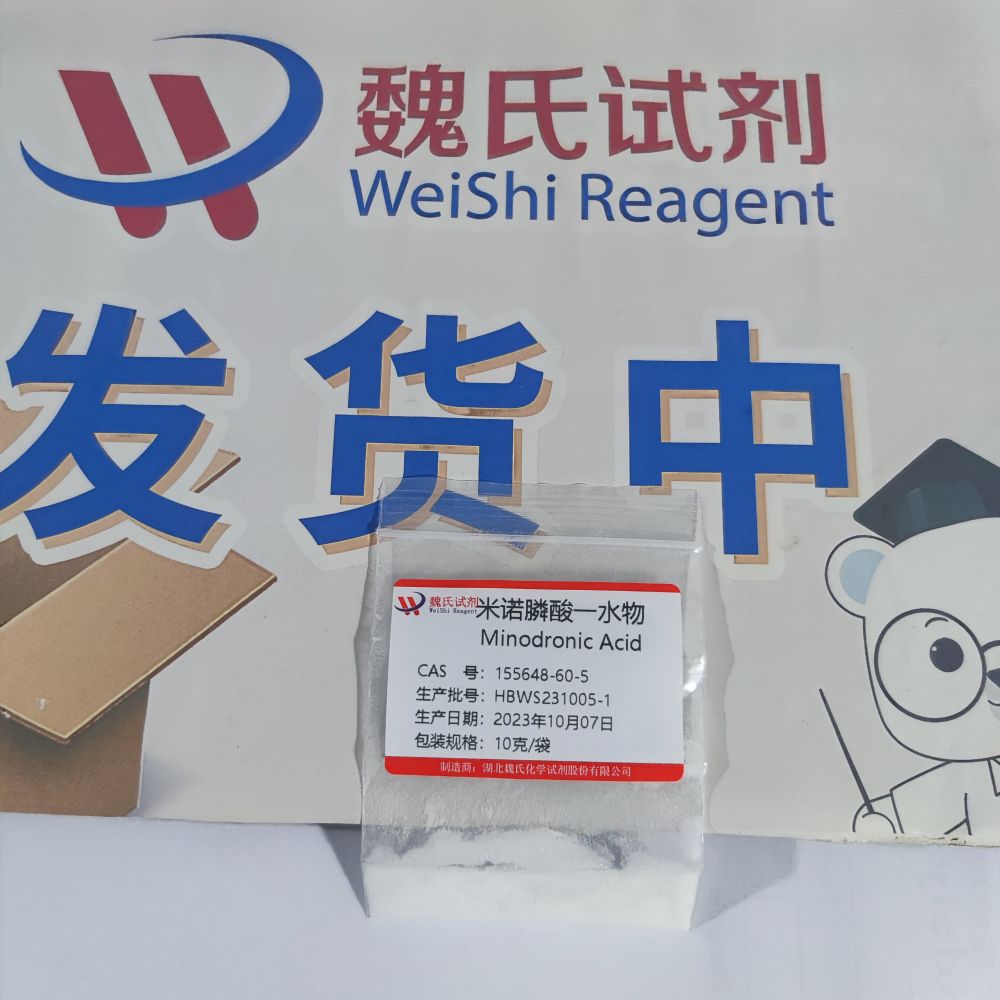 魏氏试剂
WeiShi Reagent
发货中
魏氏试剂
WeiShi Reagent
米诺膦酸一水物
Minodronic Acid
CAS 号：155648-60-5
生产批号：HBWS231005-1
生产日期：2023年10月07日
包装规格：10克/袋
制造商：湖北魏氏化学试剂股份有限公司